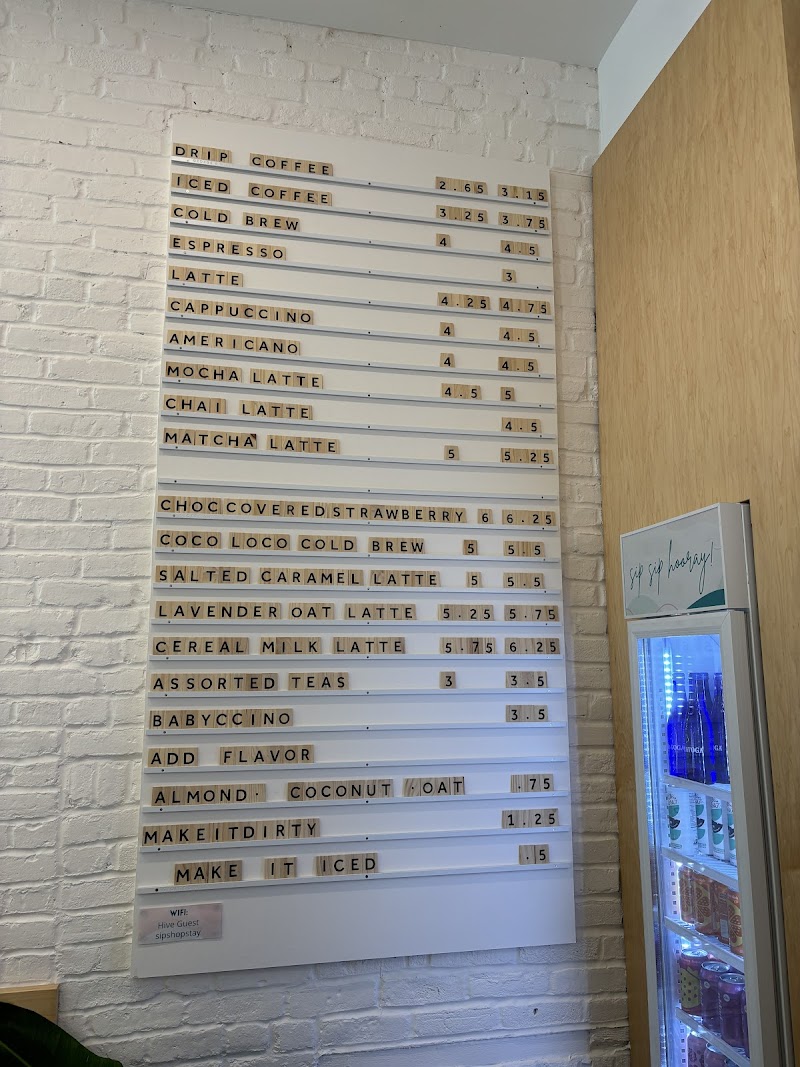 DRIP COFFEE 2.65 3.15
ICED COFFEE 3.25 3.75
COLD BREW 4 4.5
ESPRESSO 3
LATTE 4.25 4.75
CAPPUCCINO 4 4.5
AMERICANO 4 4.5
MOCHA LATTE 4.5 5
CHAI LATTE 4.5
MATCHA LATTE 5 5.25
CHOCCOVEREDSTRAWBERRY 6 6.25
COCO LOCO COLD BREW 5 5.5
SALTED CARAMEL LATTE 5 5.5
LAVENDER OAT LATTE 5.25 5.75
CEREAL MILK LATTE 5.75 6.25
ASSORTED TEAS 3 3.5
BABYCCINO 3.5
ADD FLAVOR
ALMOND· COCONUT ·OAT .75
MAKEITDIRTY 1.25
MAKE IT ICED .5
WIFI:
Hive Guest
sipshopstay
sip sip hooray!